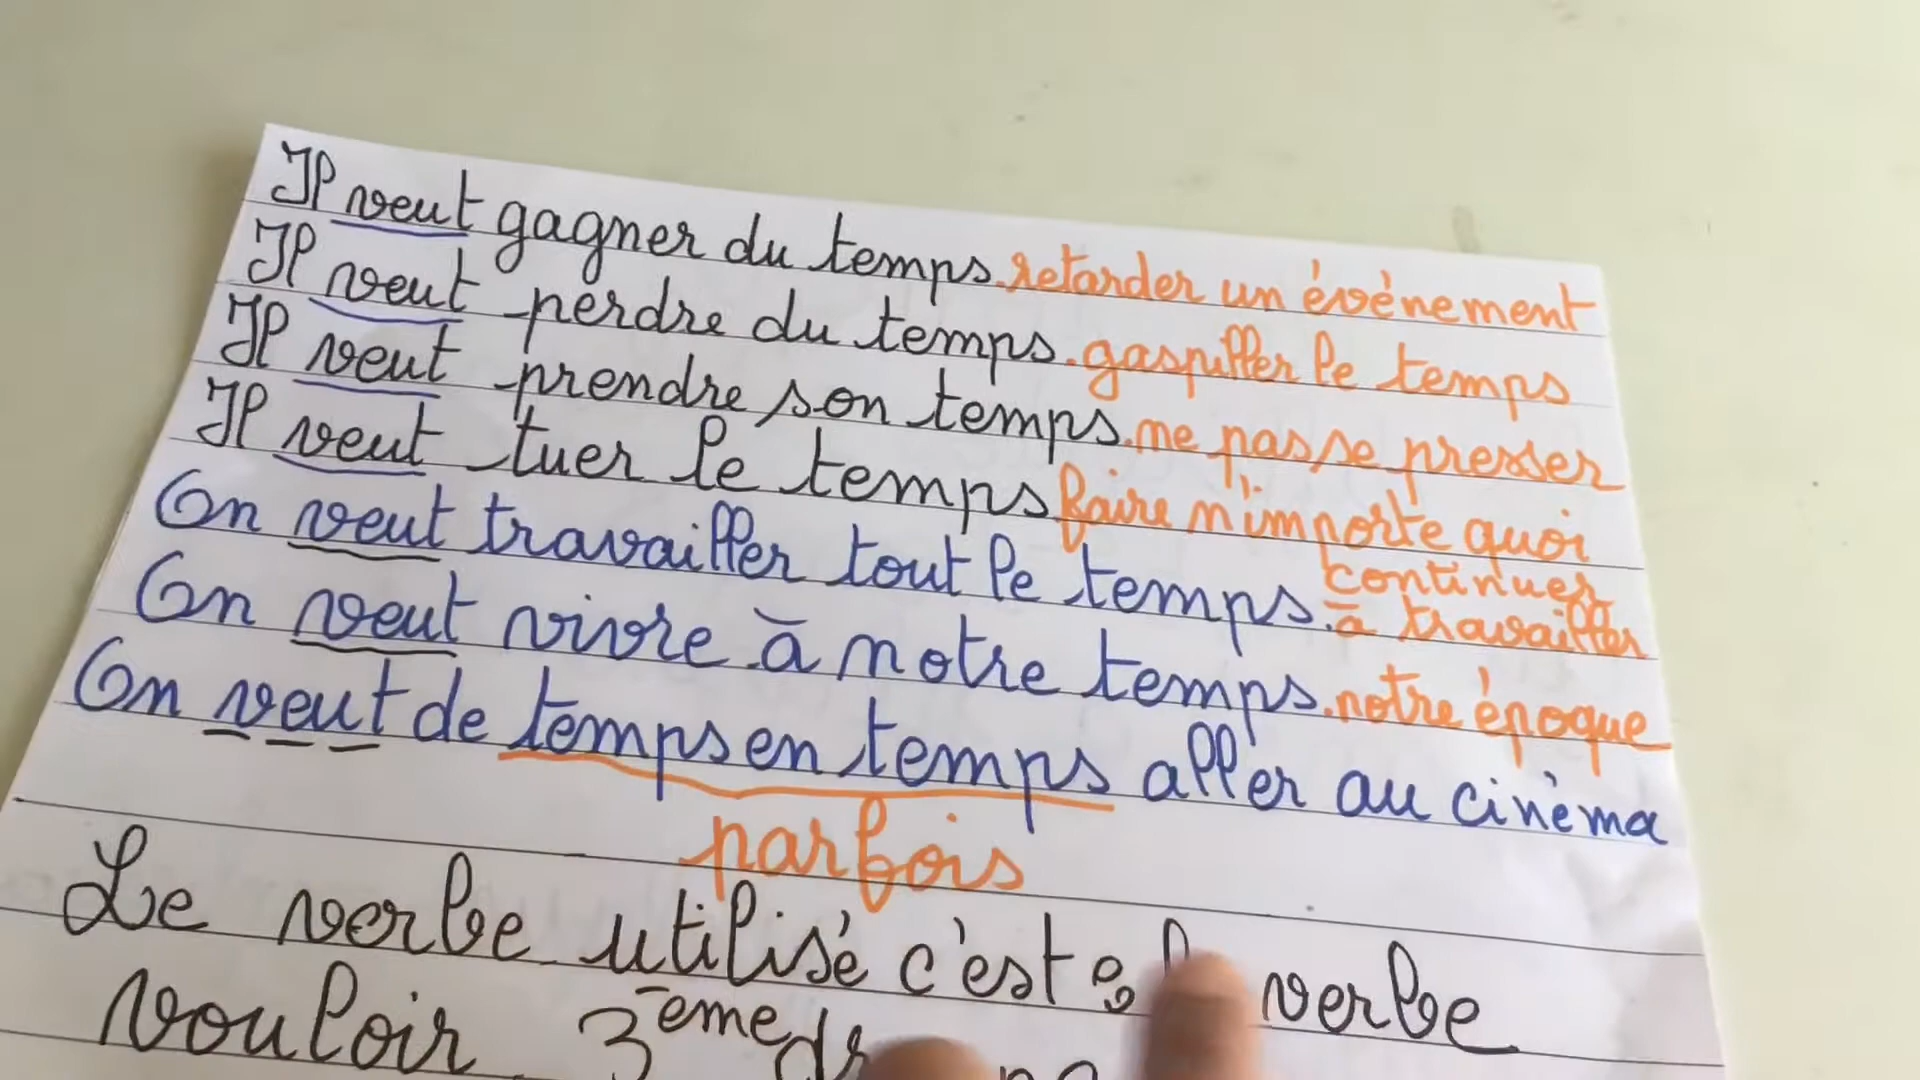 Il veut gagner du temps. retarder un événement
Il veut perdre du temps. gaspiller le temps
Il veut prendre son temps. ne pas se presser
Il veut tuer le temps faire n'importe quoi
On veut travailler tout le temps. continuer à travailler
On veut vivre à notre temps. notre époque
On veut de temps en temps aller au cinéma
parfois
Le verbe utilisé c'est verbe
vouloir 3ème